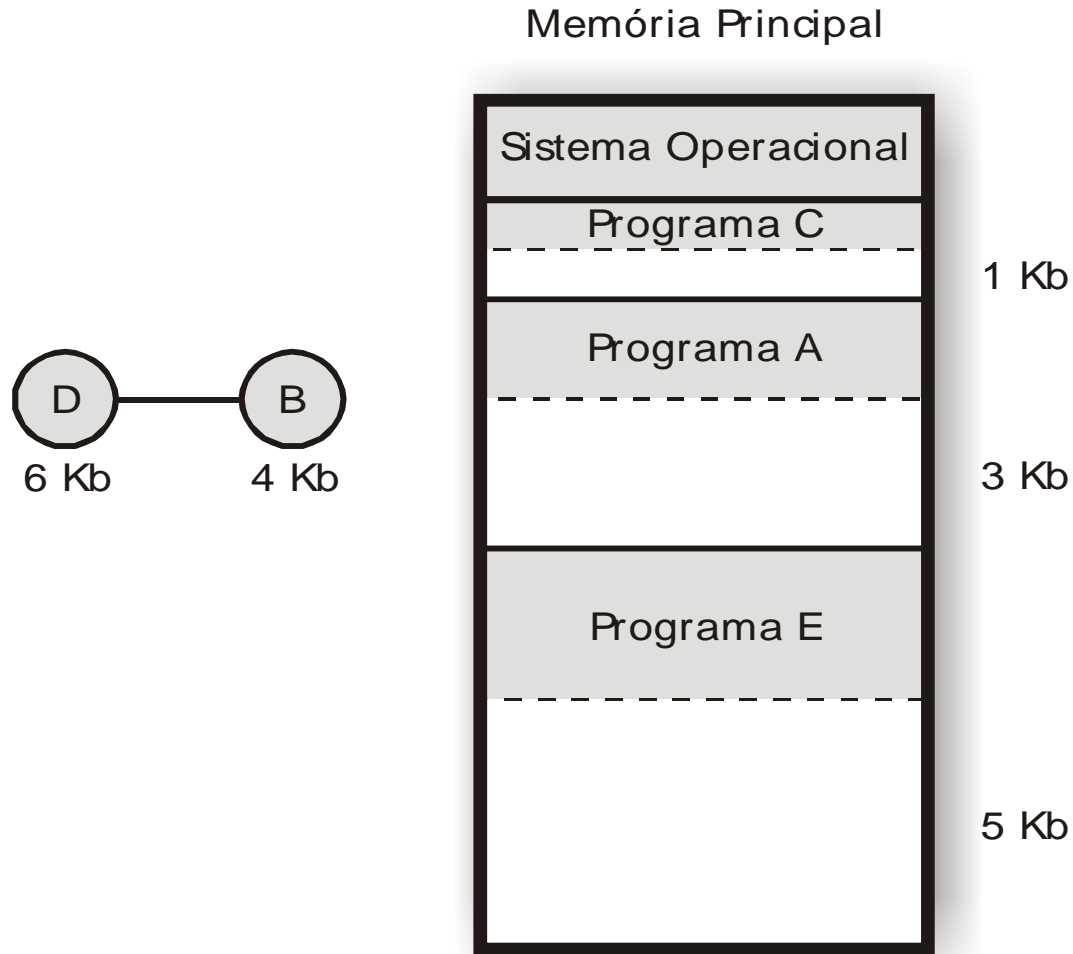 Memória Principal
Sistema Operacional
Programa C
1 Kb
Programa A
D
B
6 Kb
4 Kb
3 Kb
Programa E
5 Kb